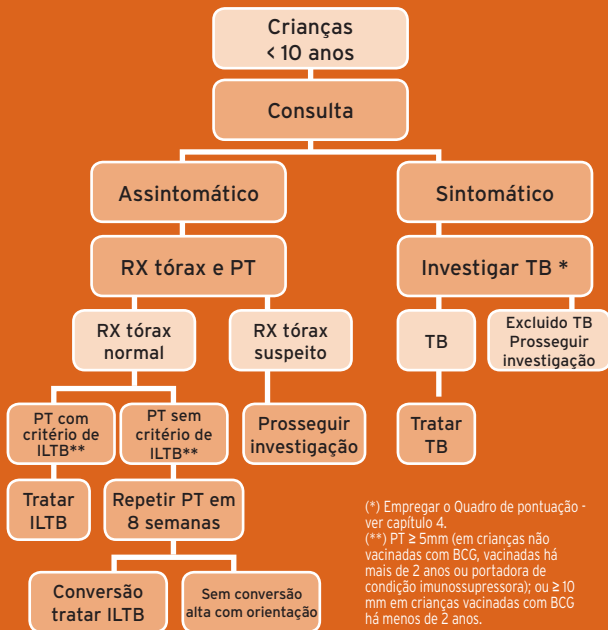 Crianças
< 10 anos
Consulta
Assintomático
Sintomático
RX tórax e PT
Investigar TB *
RX tórax
normal
RX tórax
suspeito
TB
Excluido TB
Prosseguir
investigação
PT com
critério de
ILTB**
PT sem
critério de
ILTB**
Prosseguir
investigação
Tratar
TB
Tratar
ILTB
Repetir PT em
8 semanas
Conversão
tratar ILTB
Sem conversão
alta com orientação
(*) Empregar o Quadro de pontuação -
ver capítulo 4.
(**) PT ≥ 5mm (em crianças não
vacinadas com BCG, vacinadas há
mais de 2 anos ou portadora de
condição imunossupressora); ou ≥ 10
mm em crianças vacinadas com BCG
há menos de 2 anos.